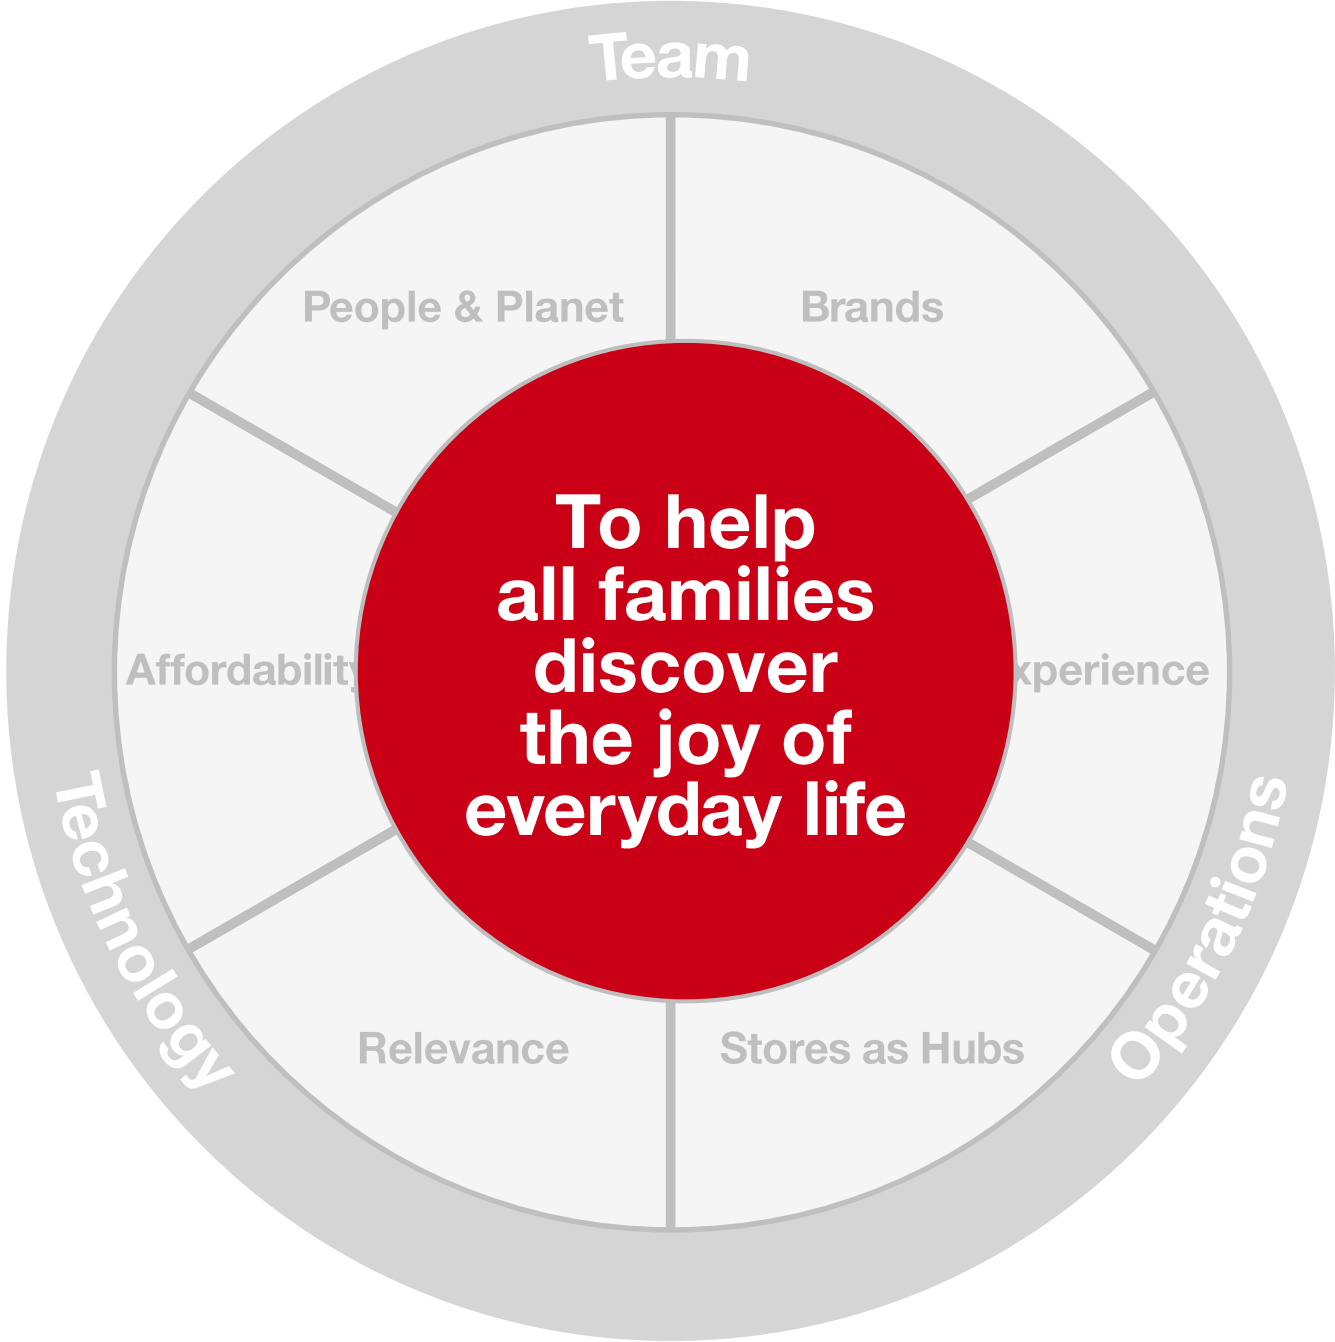 Team
People & Planet
Brands
To help
all families
discover
the joy of
everyday life
Affordability
xperience
Technology
Operations
Relevance
Stores as Hubs